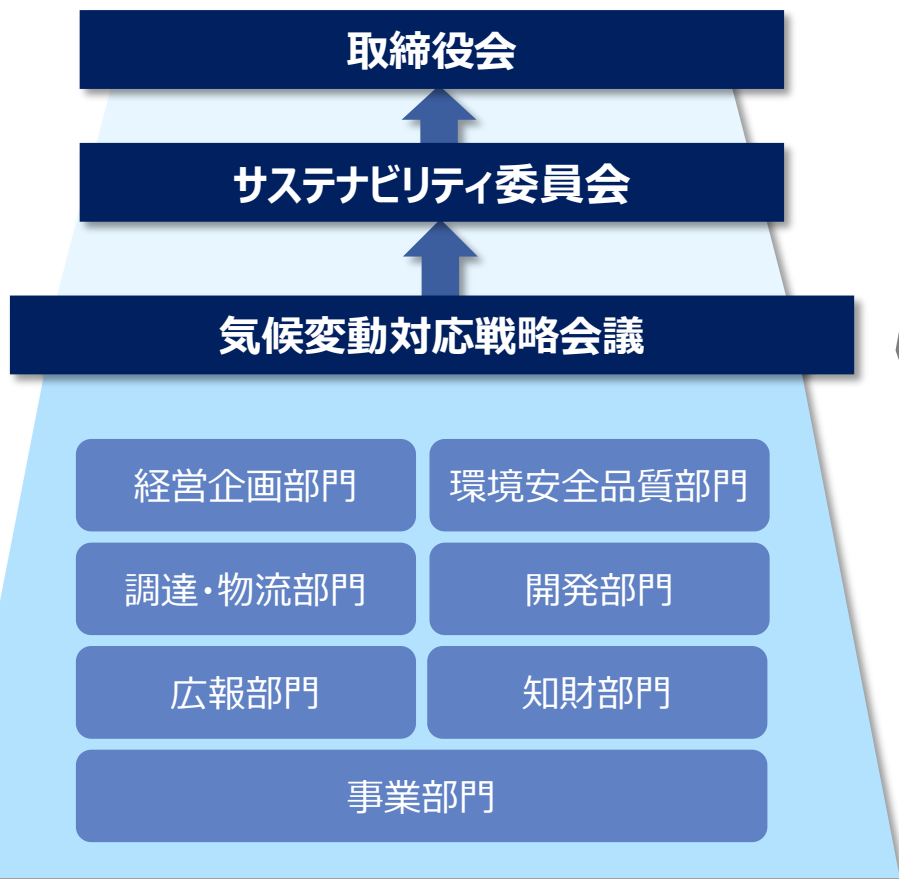 取締役会
サステナビリティ委員会
気候変動対応戦略会議
経営企画部門
環境安全品質部門
調達・物流部門
開発部門
広報部門
知財部門
事業部門